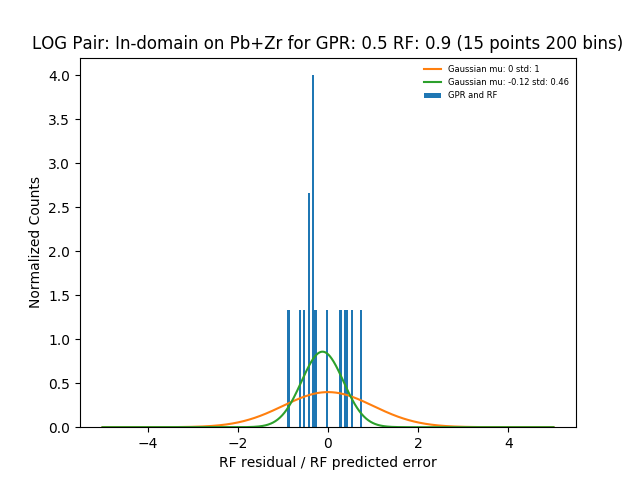 LOG Pair: In-domain on Pb+Zr for GPR: 0.5 RF: 0.9 (15 points 200 bins)
Gaussian mu: 0 std: 1
Gaussian mu: -0.12 std: 0.46
GPR and RF
Normalized Counts
4.0
3.5
3.0
2.5
2.0
1.5
1.0
0.5
0.0
−4 −2 0 2 4
RF residual / RF predicted error